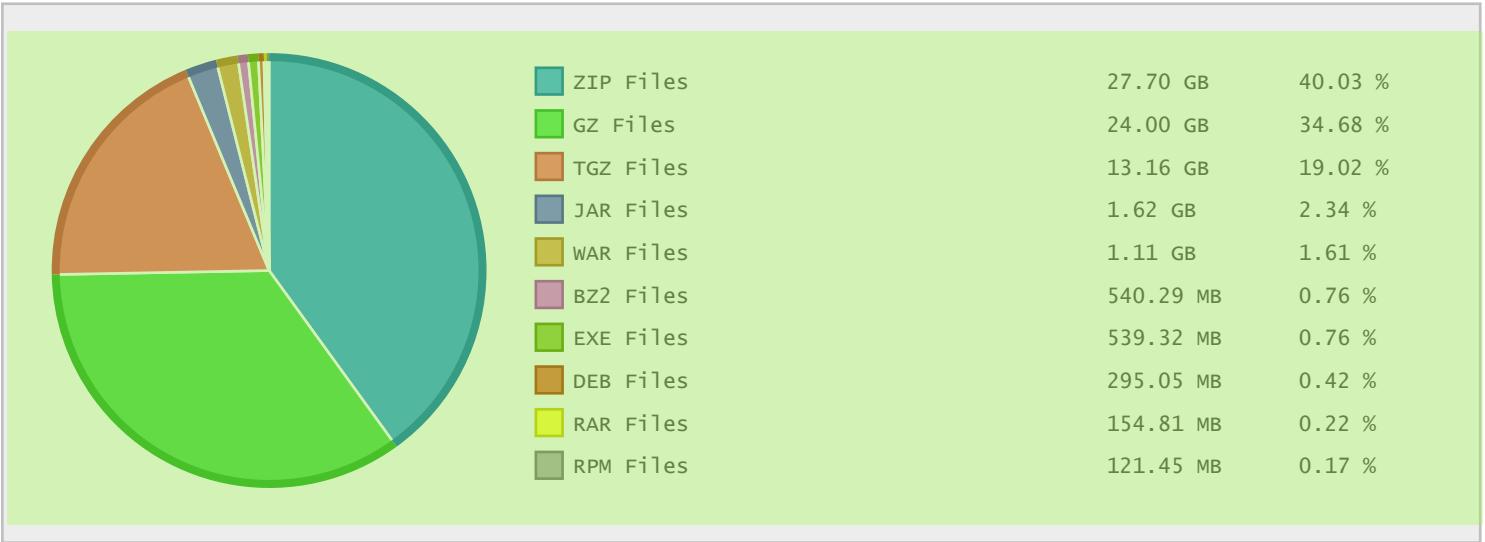 ZIP Files 27.70 GB 40.03 %
GZ Files 24.00 GB 34.68 %
TGZ Files 13.16 GB 19.02 %
JAR Files 1.62 GB 2.34 %
WAR Files 1.11 GB 1.61 %
BZ2 Files 540.29 MB 0.76 %
EXE Files 539.32 MB 0.76 %
DEB Files 295.05 MB 0.42 %
RAR Files 154.81 MB 0.22 %
RPM Files 121.45 MB 0.17 %